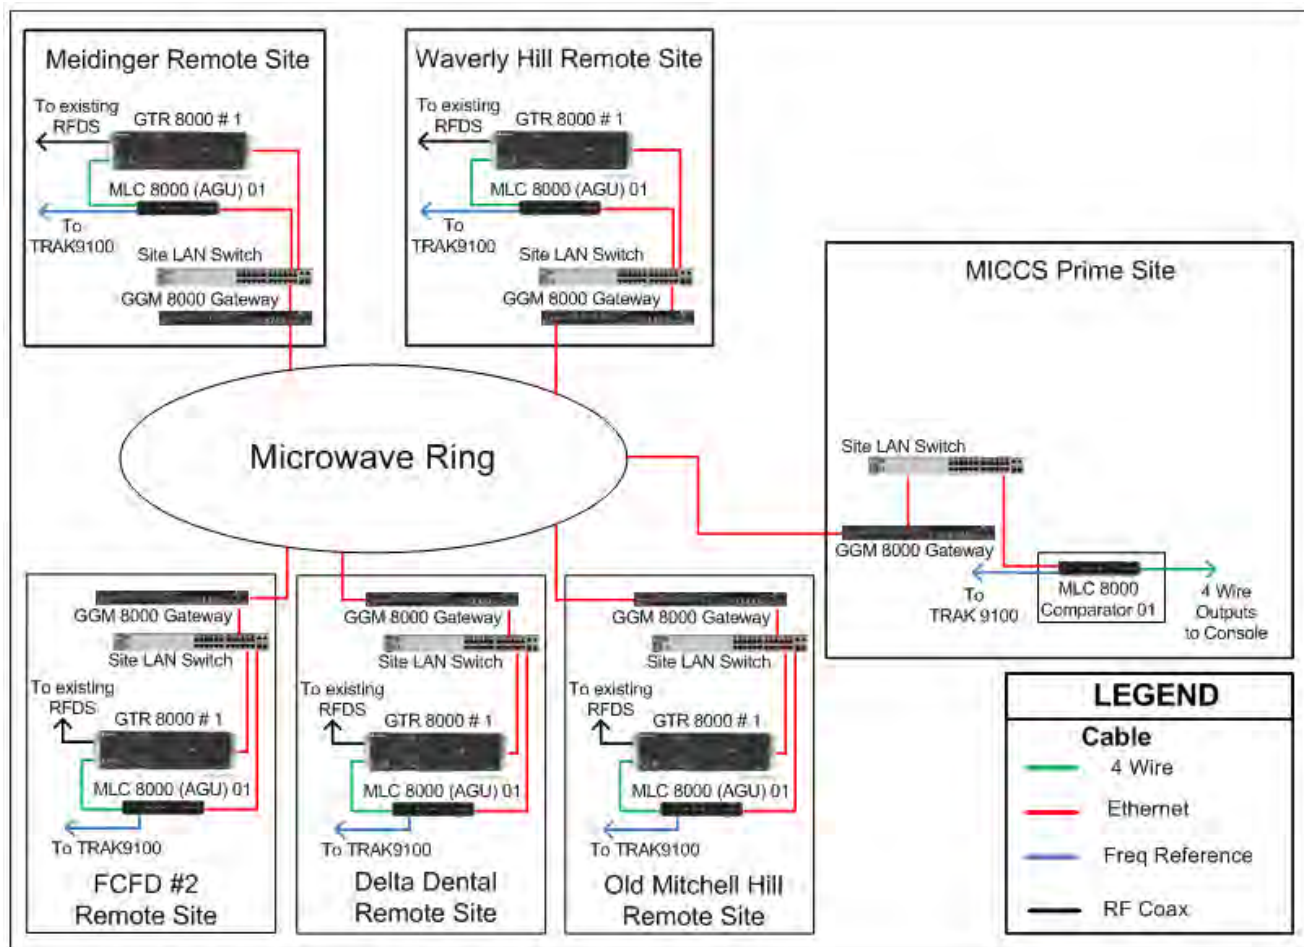 Meidinger Remote Site
To existing
RFDS
GTR 8000 # 1
MLC 8000 (AGU) 01
To
TRAK9100
Site LAN Switch
GGM 8000 Gateway
Waverly Hill Remote Site
To existing
RFDS
GTR 8000 # 1
MLC 8000 (AGU) 01
To
TRAK9100
Site LAN Switch
GGM 8000 Gateway
MICCS Prime Site
Site LAN Switch
GGM 8000 Gateway
To
TRAK 9100
MLC 8000
Comparator 01
4 Wire
Outputs
to Console
Microwave Ring
GGM 8000 Gateway
Site LAN Switch
To existing
RFDS
GTR 8000 # 1
MLC 8000 (AGU) 01
To TRAK9100
FCFD #2
Remote Site
GGM 8000 Gateway
Site LAN Switch
To existing
RFDS
GTR 8000 # 1
MLC 8000 (AGU) 01
To TRAK9100
Delta Dental
Remote Site
GGM 8000 Gateway
Site LAN Switch
To existing
RFDS
GTR 8000 # 1
MLC 8000 (AGU) 01
To TRAK9100
Old Mitchell Hill
Remote Site
LEGEND
Cable
4 Wire
Ethernet
Freq Reference
RF Coax